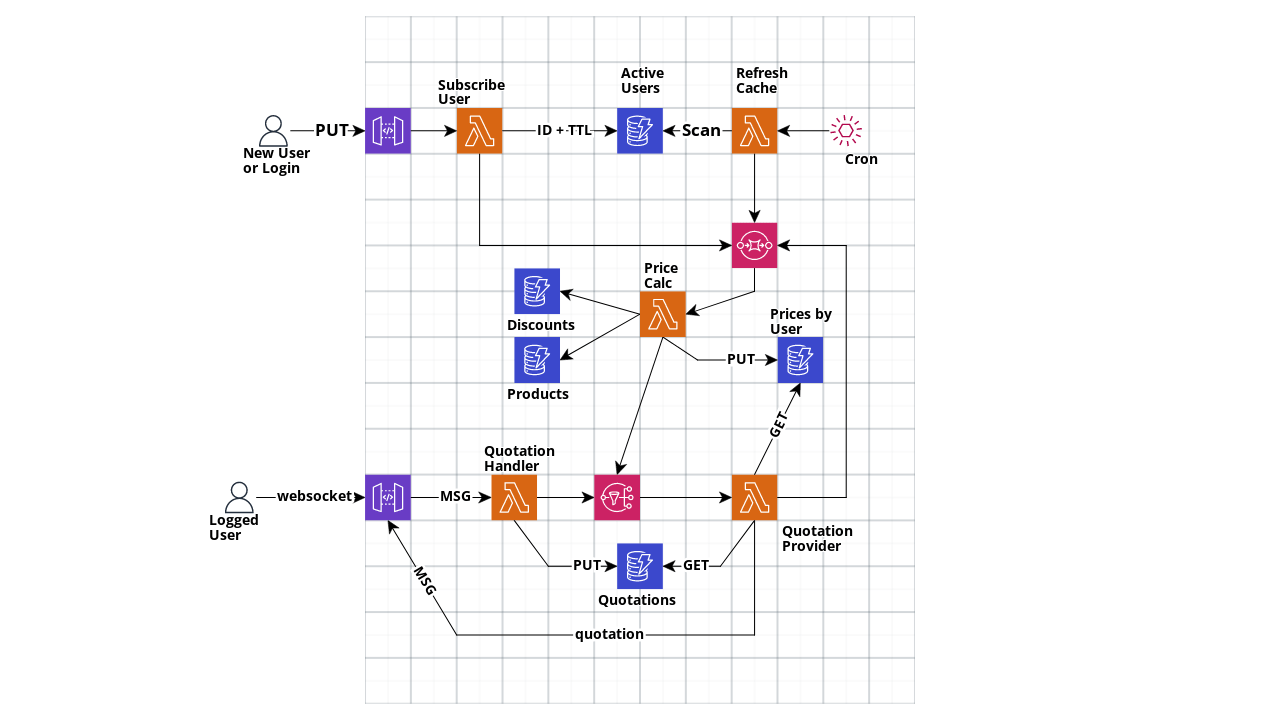 Active
Users
Refresh
Cache
Subscribe
User
PUT
ID + TTL
Scan
New User
or Login
Cron
Price
Calc
Discounts
Prices by
User
PUT
Products
GET
Quotation
Handler
websocket
MSG
Logged
User
Quotation
Provider
PUT
GET
MSG
Quotations
quotation